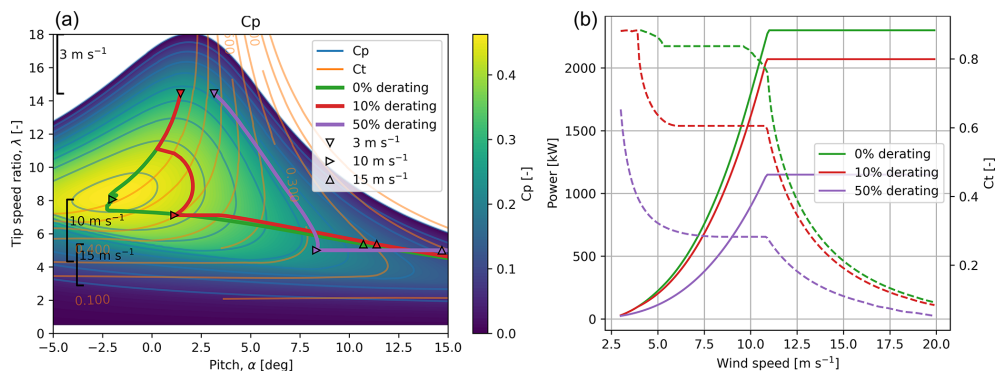 (a)
Cp
18
16
14
12
10
8
6
4
2
0
Tip speed ratio, λ [-]
3 m s⁻¹
10 m s⁻¹
15 m s⁻¹
0.300
0.400
0.100
Cp
Ct
0% derating
10% derating
50% derating
3 m s⁻¹
10 m s⁻¹
15 m s⁻¹
−5.0
−2.5
0.0
2.5
5.0
7.5
10.0
12.5
15.0
Pitch, α [deg]
0.4
0.3
0.2
0.1
0.0
Cp [-]
(b)
2000
1500
1000
500
0
Power [kW]
0% derating
10% derating
50% derating
0.8
0.6
0.4
0.2
Ct [-]
2.5
5.0
7.5
10.0
12.5
15.0
17.5
20.0
Wind speed [m s⁻¹]